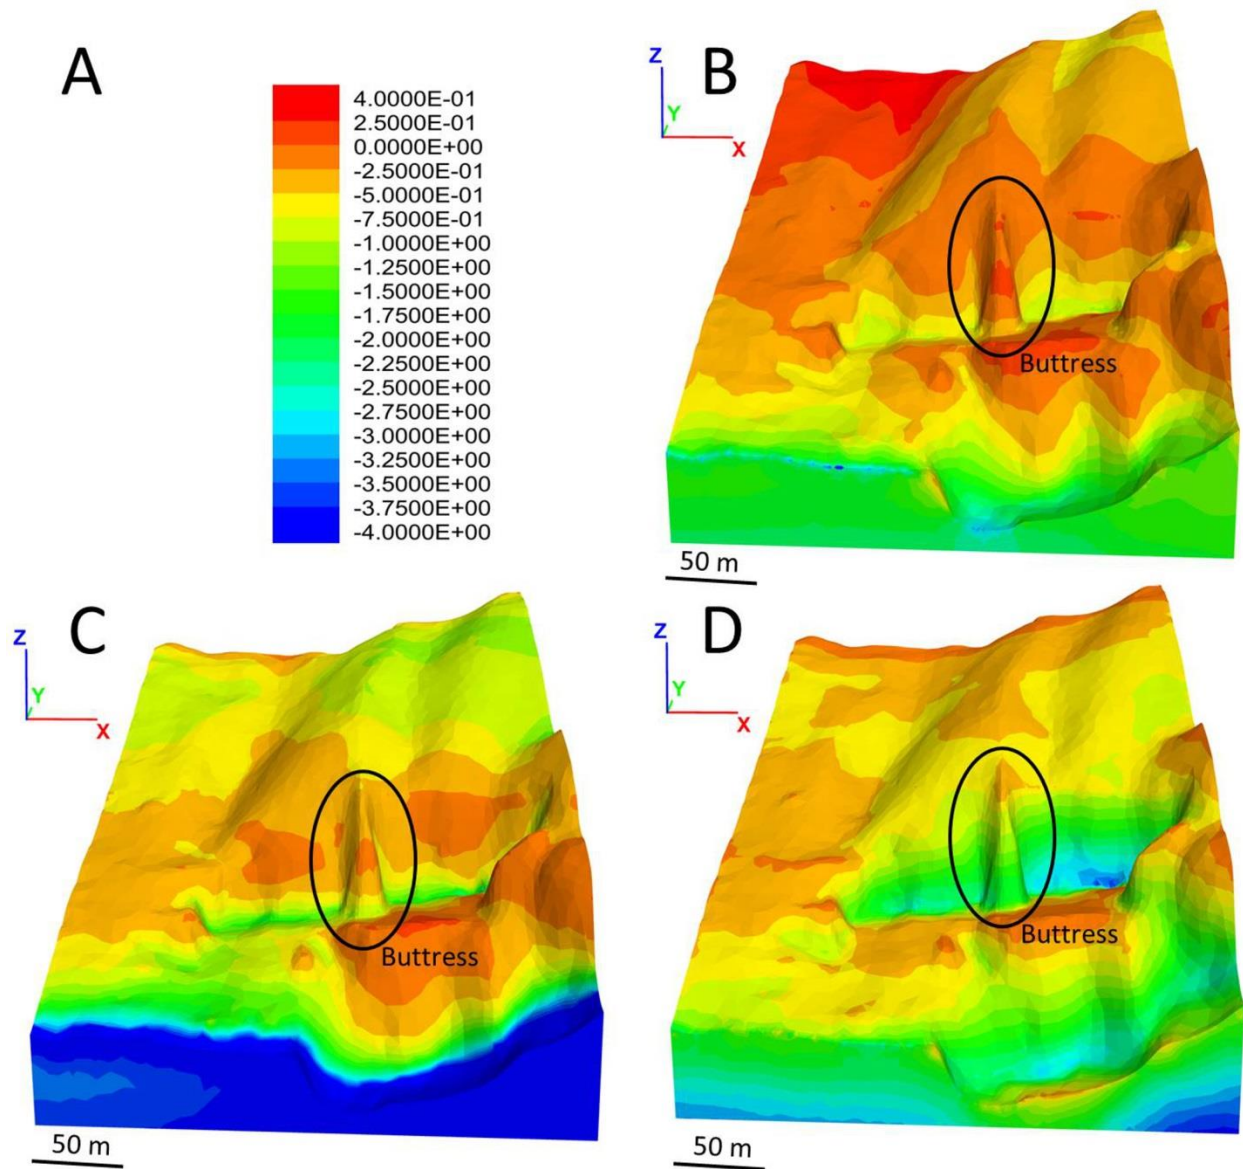 A
4.0000E-01
2.5000E-01
0.0000E+00
-2.5000E-01
-5.0000E-01
-7.5000E-01
-1.0000E+00
-1.2500E+00
-1.5000E+00
-1.7500E+00
-2.0000E+00
-2.2500E+00
-2.5000E+00
-2.7500E+00
-3.0000E+00
-3.2500E+00
-3.5000E+00
-3.7500E+00
-4.0000E+00
B
Z
Y
X
Buttress
50 m
C
Z
Y
X
Buttress
50 m
D
Z
Y
X
Buttress
50 m